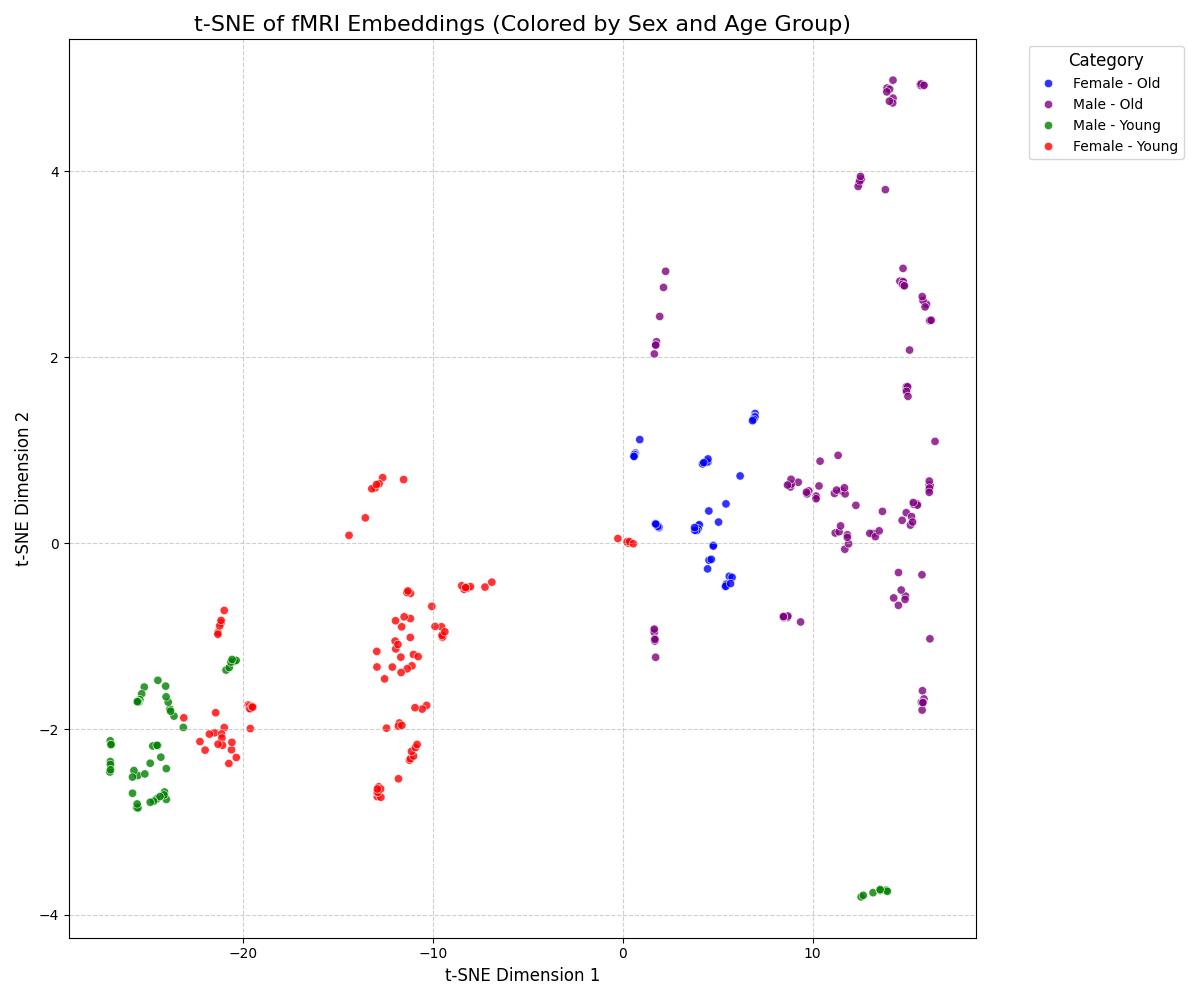 t-SNE of fMRI Embeddings (Colored by Sex and Age Group)
Category
Female - Old
Male - Old
Male - Young
Female - Young
t-SNE Dimension 2
4
2
0
−2
−4
−20
−10
0
10
t-SNE Dimension 1